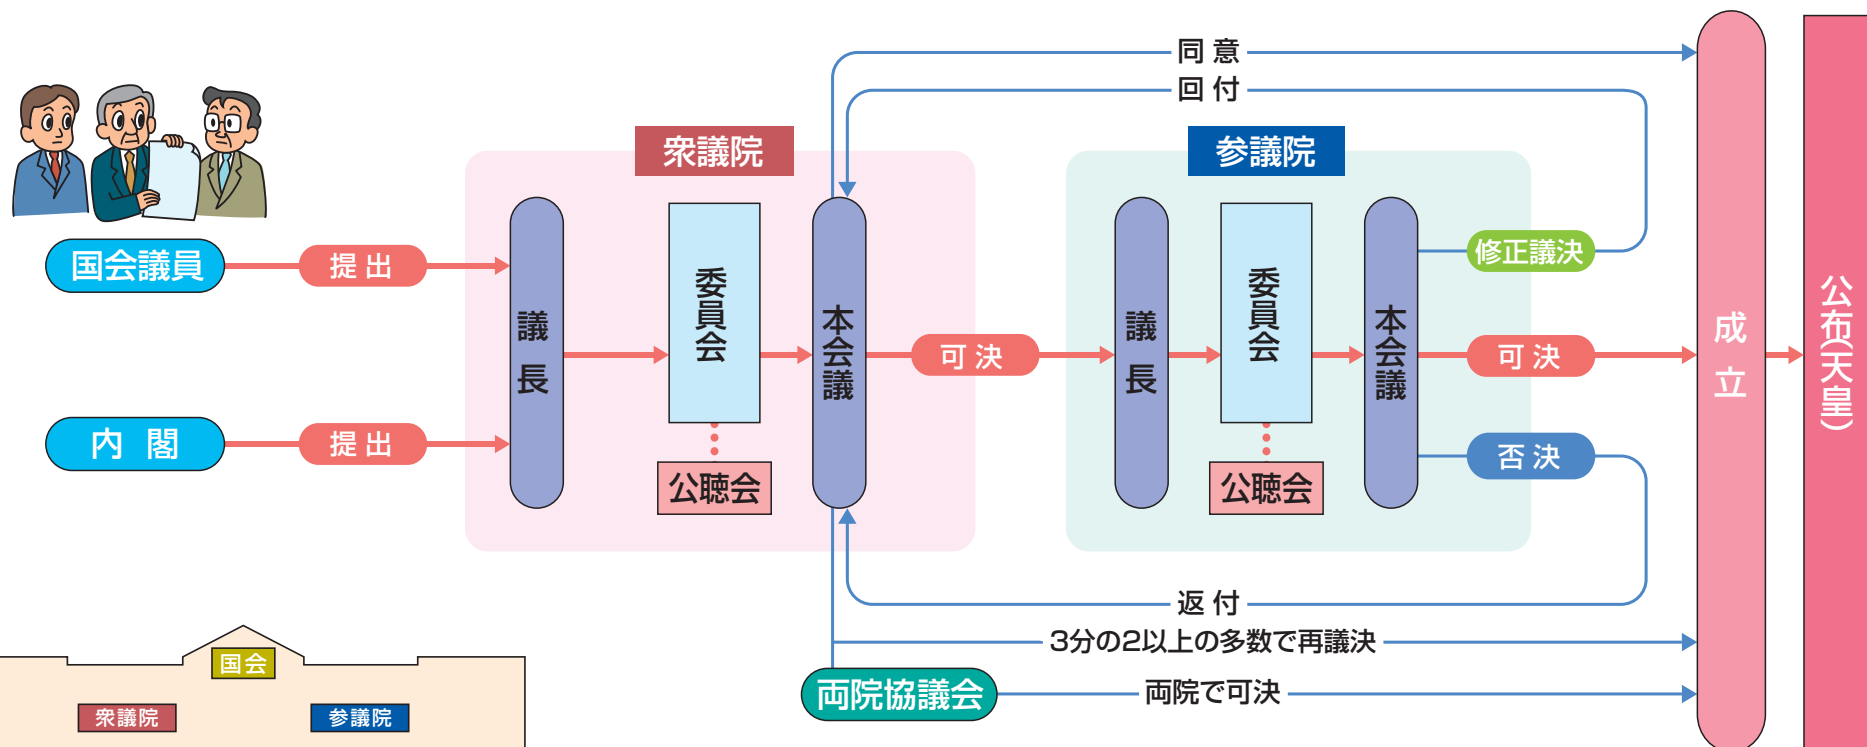 同意
回付
衆議院
参議院
国会議員
提出
内閣
提出
議長
委員会
公聴会
本会議
可決
議長
委員会
公聴会
本会議
修正議決
可決
否決
返付
3分の2以上の多数で再議決
両院協議会
両院で可決
成立
公布(天皇)
国会
衆議院
参議院